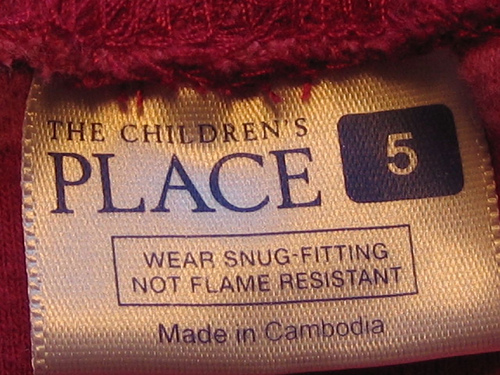 THE CHILDREN'S
PLACE
5
WEAR SNUG-FITTING
NOT FLAME RESISTANT
Made in Cambodia